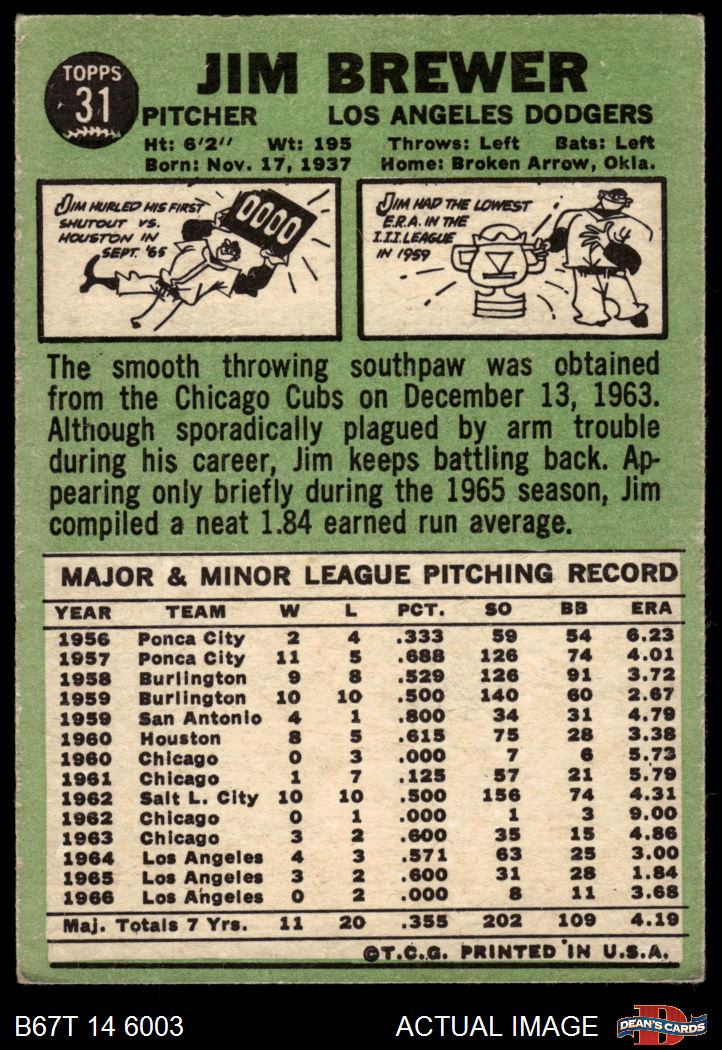 TOPPS
31
JIM BREWER
PITCHER LOS ANGELES DODGERS
Ht: 6'2" Wt: 195 Throws: Left Bats: Left
Born: Nov. 17, 1937 Home: Broken Arrow, Okla.
JIM HURLED HIS FIRST
SHUTOUT VS.
HOUSTON IN
SEPT. '65
0000
JIM HAD THE LOWEST
E.R.A. IN THE
I.I.I. LEAGUE
IN 1959
The smooth throwing southpaw was obtained
from the Chicago Cubs on December 13, 1963.
Although sporadically plagued by arm trouble
during his career, Jim keeps battling back. Ap-
pearing only briefly during the 1965 season, Jim
compiled a neat 1.84 earned run average.
MAJOR & MINOR LEAGUE PITCHING RECORD
YEAR TEAM W L PCT. SO BB ERA
1956 Ponca City 2 4 .333 59 54 6.23
1957 Ponca City 11 5 .688 126 74 4.01
1958 Burlington 9 8 .529 126 91 3.72
1959 Burlington 10 10 .500 140 60 2.67
1959 San Antonio 4 1 .800 34 31 4.79
1960 Houston 8 5 .615 75 28 3.38
1960 Chicago 0 3 .000 7 6 5.73
1961 Chicago 1 7 .125 57 21 5.79
1962 Salt L. City 10 10 .500 156 74 4.31
1962 Chicago 0 1 .000 1 3 9.00
1963 Chicago 3 2 .600 35 15 4.86
1964 Los Angeles 4 3 .571 63 25 3.00
1965 Los Angeles 3 2 .600 31 28 1.84
1966 Los Angeles 0 2 .000 8 11 3.68
Maj. Totals 7 Yrs. 11 20 .355 202 109 4.19
©T.C.G. PRINTED IN U.S.A.
B67T 14 6003 ACTUAL IMAGE
D
DEAN'S CARDS